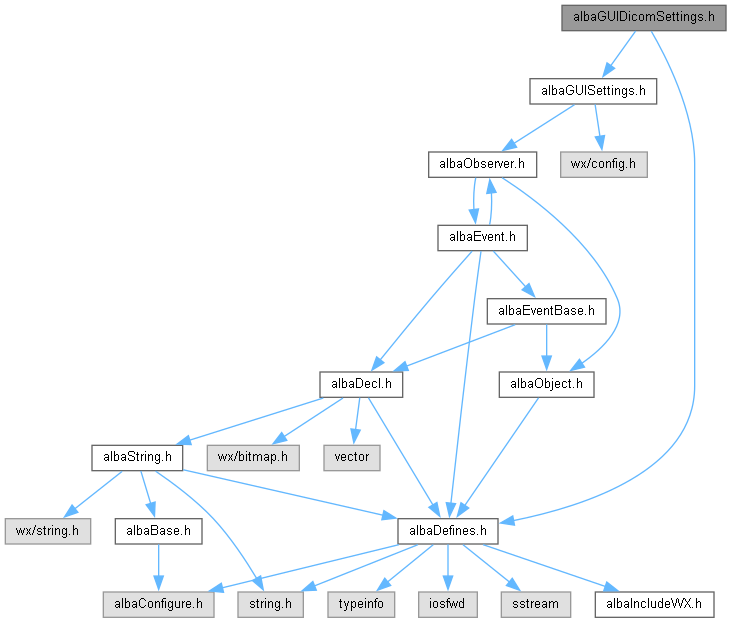 albaGUIDicomSettings.h
albaGUISettings.h
albaObserver.h
wx/config.h
albaEvent.h
albaEventBase.h
albaDecl.h
albaObject.h
albaString.h
wx/bitmap.h
vector
wx/string.h
albaBase.h
albaDefines.h
albaConfigure.h
string.h
typeinfo
iosfwd
sstream
albaIncludeWX.h